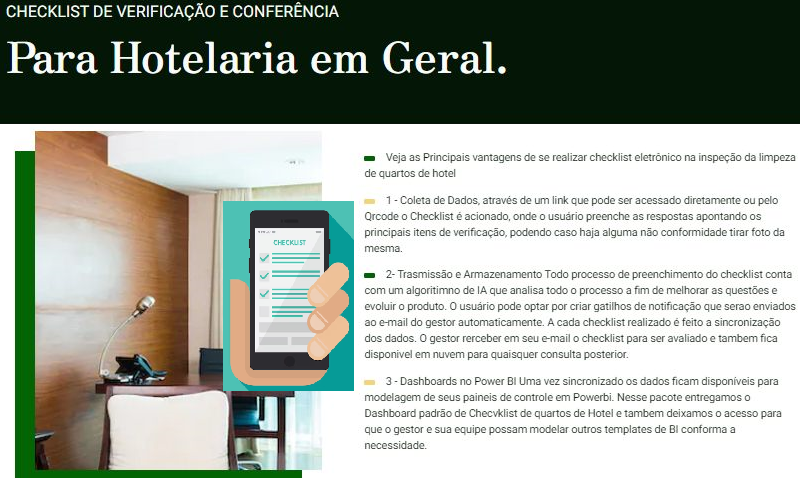 CHECKLIST DE VERIFICAÇÃO E CONFERÊNCIA
Para Hotelaria em Geral.
CHECKLIST
Veja as Principais vantagens de se realizar checklist eletrônico na inspeção da limpeza
de quartos de hotel
1 - Coleta de Dados, através de um link que pode ser acessado diretamente ou pelo
Qrcode o Checklist é acionado, onde o usuário preenche as respostas apontando os
principais itens de verificação, podendo caso haja alguma não conformidade tirar foto da
mesma.
2- Trasmissão e Armazenamento Todo processo de preenchimento do checklist conta
com um algoritimno de IA que analisa todo o processo a fim de melhorar as questões e
evoluir o produto. O usuário pode optar por criar gatilhos de notificação que serao enviados
ao e-mail do gestor automaticamente. A cada checklist realizado é feito a sincronização
dos dados. O gestor rerceber em seu e-mail o checklist para ser avaliado e tambem fica
disponivel em nuvem para quaisquer consulta posterior.
3 - Dashboards no Power BI Uma vez sincronizado os dados ficam disponíveis para
modelagem de seus paineis de controle em Powerbi. Nesse pacote entregamos o
Dashboard padrão de Checvklist de quartos de Hotel e tambem deixamos o acesso para
que o gestor e sua equipe possam modelar outros templates de BI conforma a
necessidade.